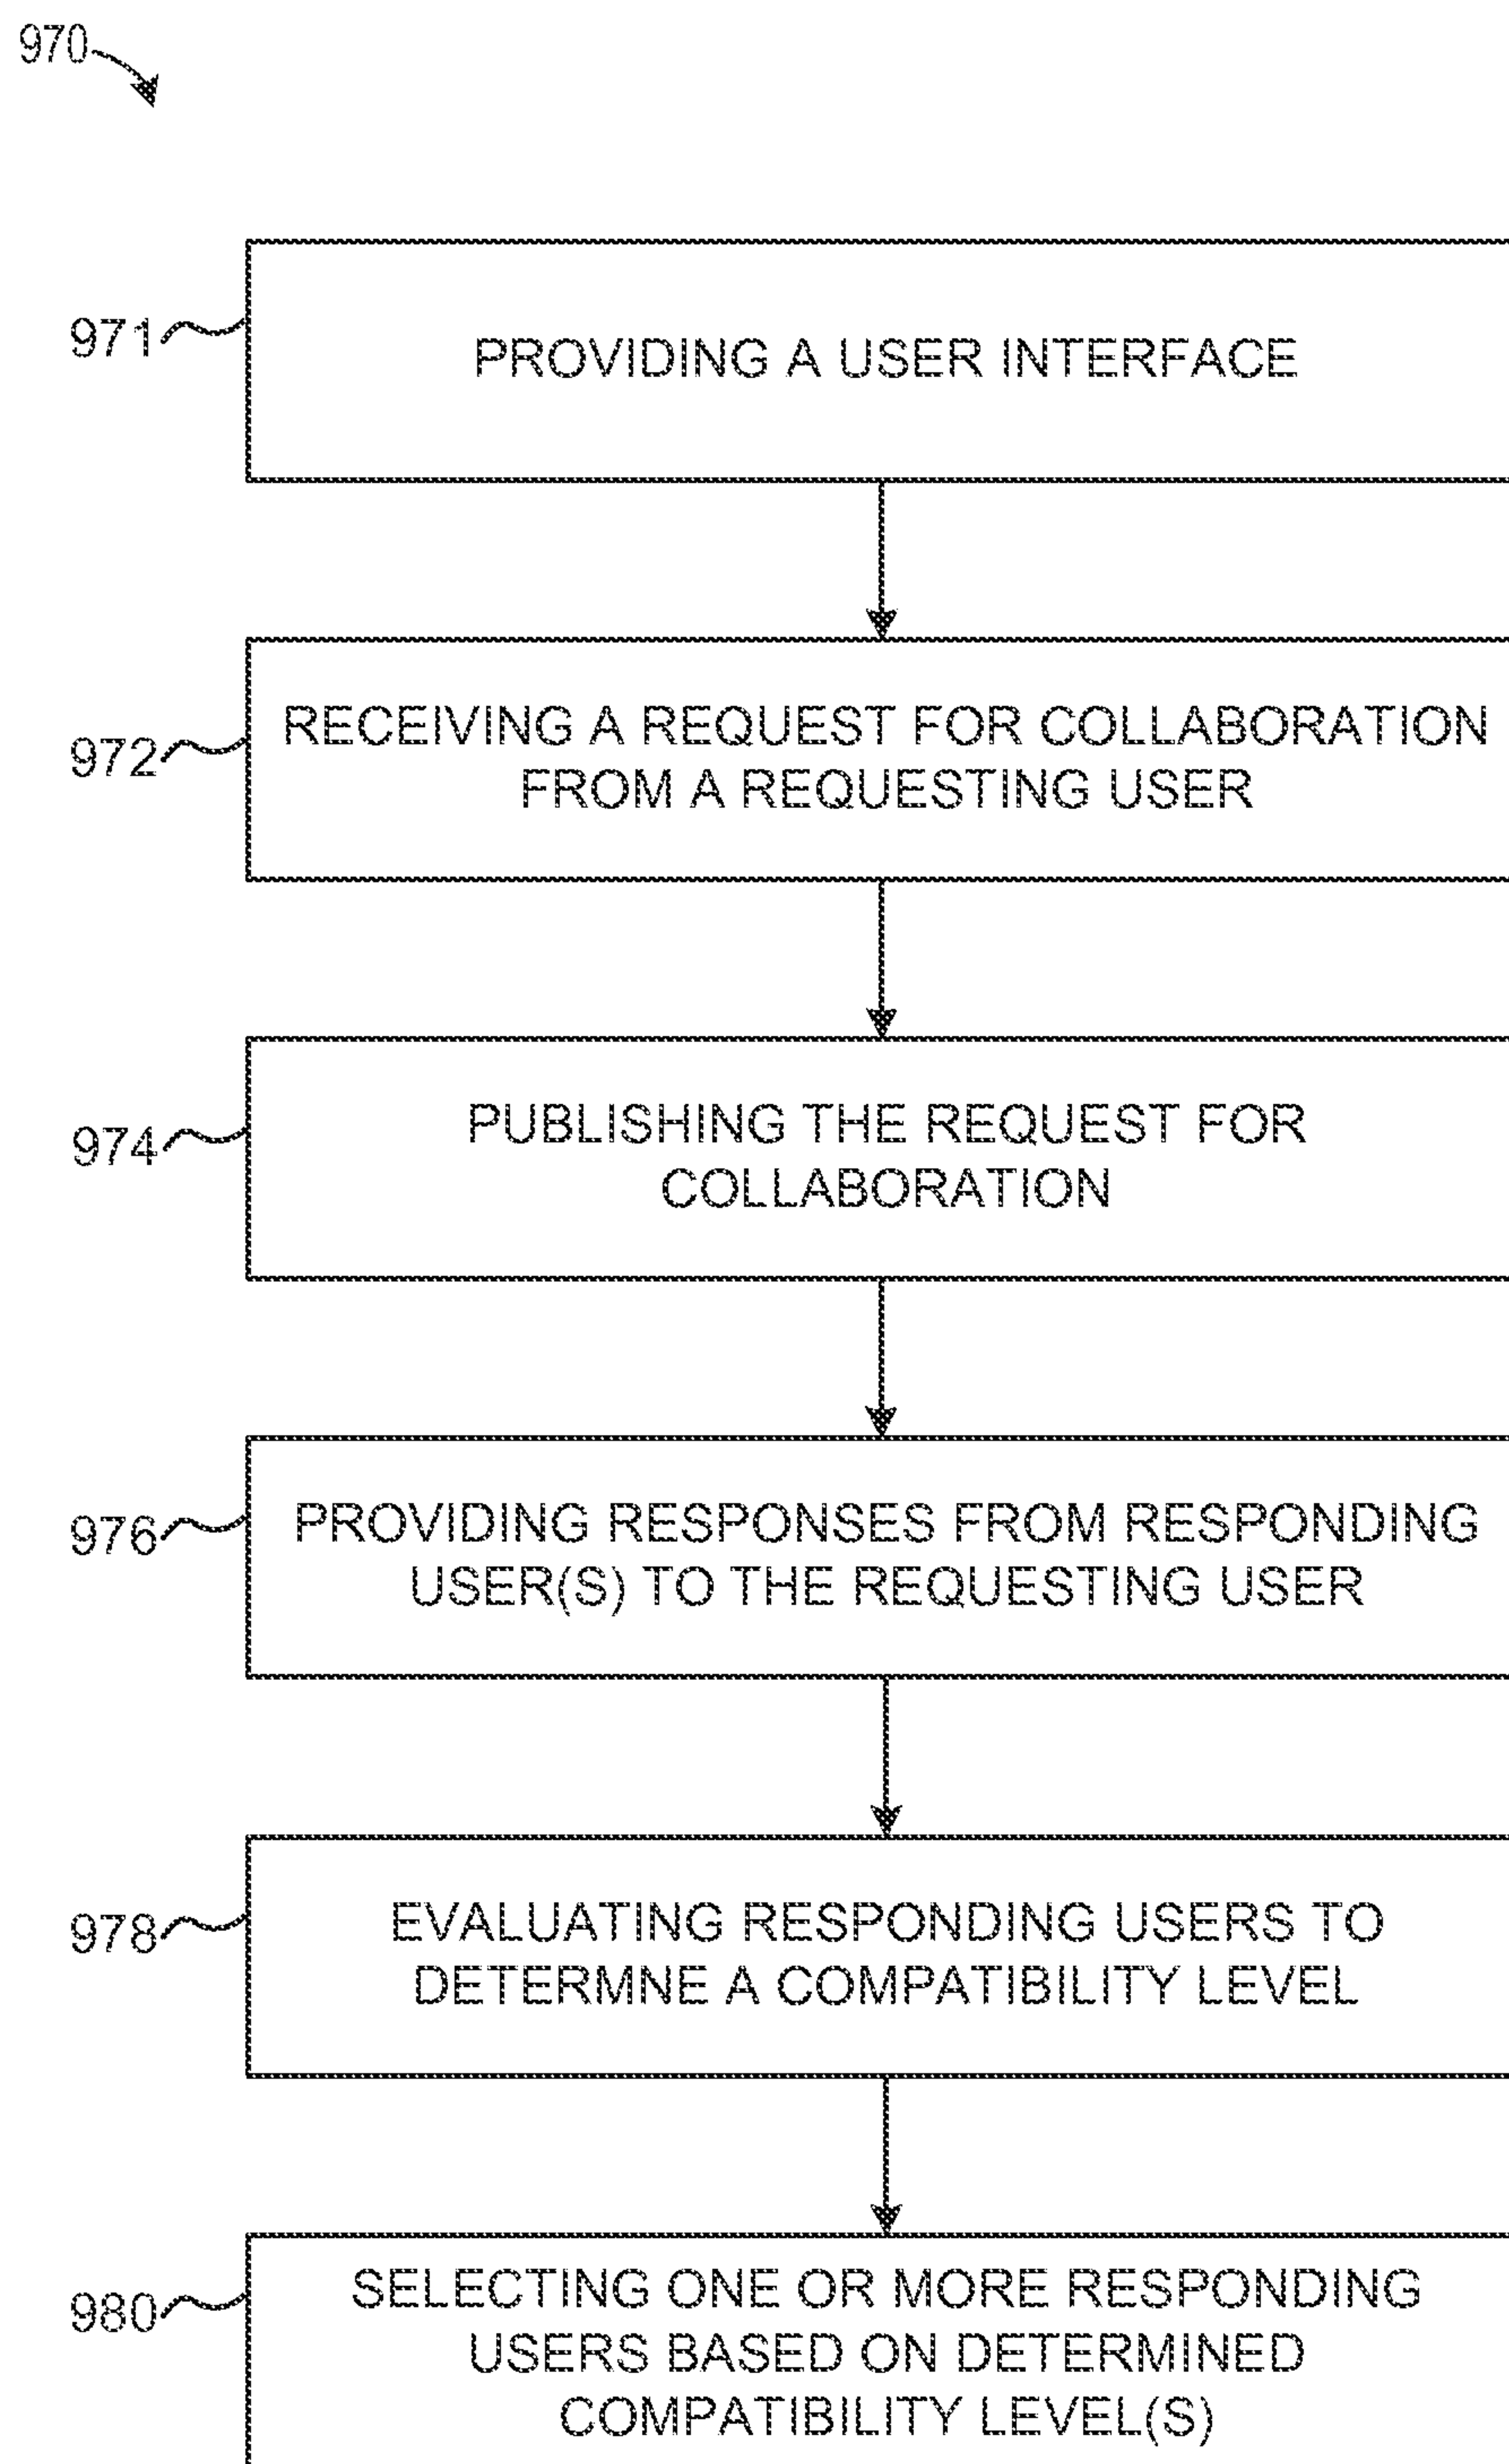 970
971
PROVIDING A USER INTERFACE
972
RECEIVING A REQUEST FOR COLLABORATION
FROM A REQUESTING USER
974
PUBLISHING THE REQUEST FOR
COLLABORATION
976
PROVIDING RESPONSES FROM RESPONDING
USER(S) TO THE REQUESTING USER
978
EVALUATING RESPONDING USERS TO
DETERMNE A COMPATIBILITY LEVEL
980
SELECTING ONE OR MORE RESPONDING
USERS BASED ON DETERMINED
COMPATIBILITY LEVEL(S)